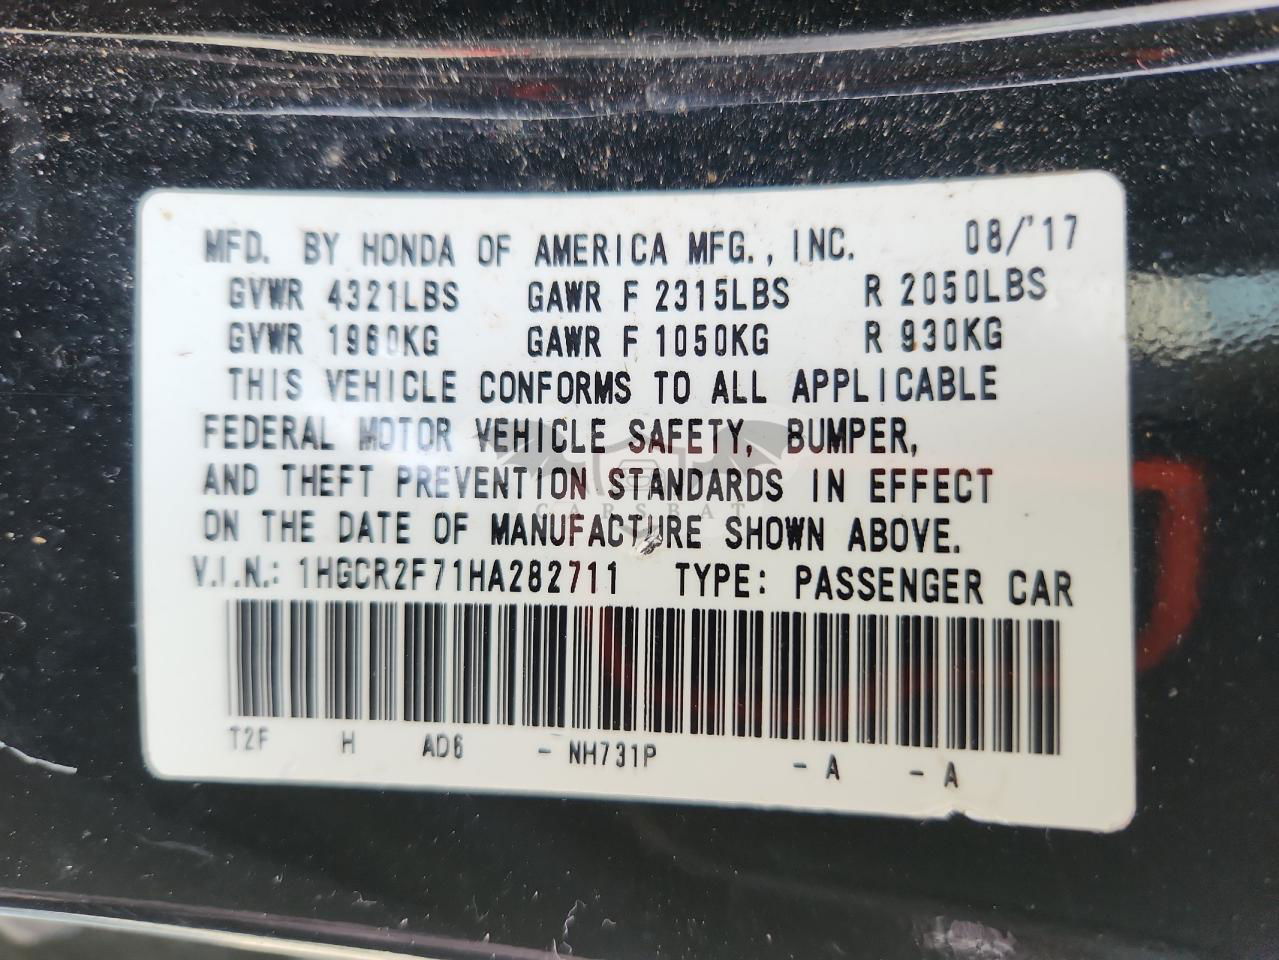 MFD. BY HONDA OF AMERICA MFG., INC. 08/'17
GVWR 4321LBS GAWR F 2315LBS R 2050LBS
GVWR 1960KG GAWR F 1050KG R 930KG
THIS VEHICLE CONFORMS TO ALL APPLICABLE
FEDERAL MOTOR VEHICLE SAFETY, BUMPER,
AND THEFT PREVENTION STANDARDS IN EFFECT
CARSBAT
ON THE DATE OF MANUFACTURE SHOWN ABOVE.
V.I.N.: 1HGCR2F71HA282711 TYPE: PASSENGER CAR
T2F H AD6 - NH731P - A - A